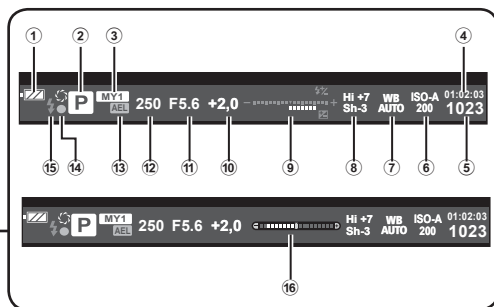 ① ② ③ ④
P MY1 AEL 250 F5.6 +2,0 − + Hi +7 Sh-3 WB AUTO ISO-A 200 01:02:03 1023
⑮ ⑭ ⑬ ⑫ ⑪ ⑩ ⑨ ⑧ ⑦ ⑥ ⑤
P MY1 AEL 250 F5.6 +2,0 Hi +7 Sh-3 WB AUTO ISO-A 200 01:02:03 1023
⑯